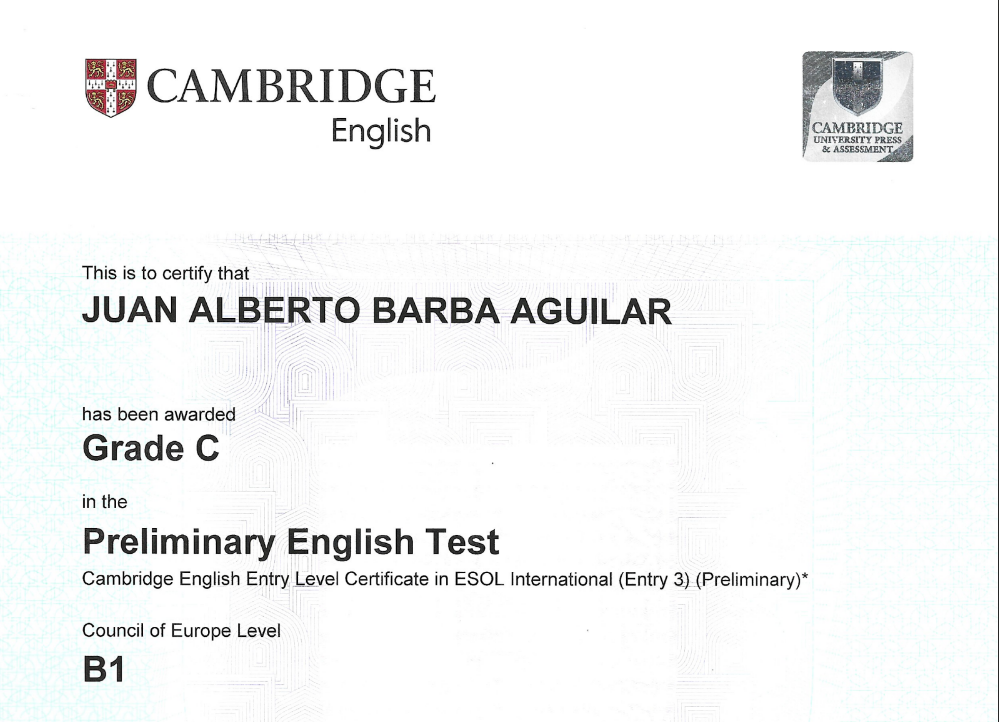 CAMBRIDGE
English
CAMBRIDGE
UNIVERSITY PRESS
& ASSESSMENT
This is to certify that
JUAN ALBERTO BARBA AGUILAR
has been awarded
Grade C
in the
Preliminary English Test
Cambridge English Entry Level Certificate in ESOL International (Entry 3) (Preliminary)*
Council of Europe Level
B1